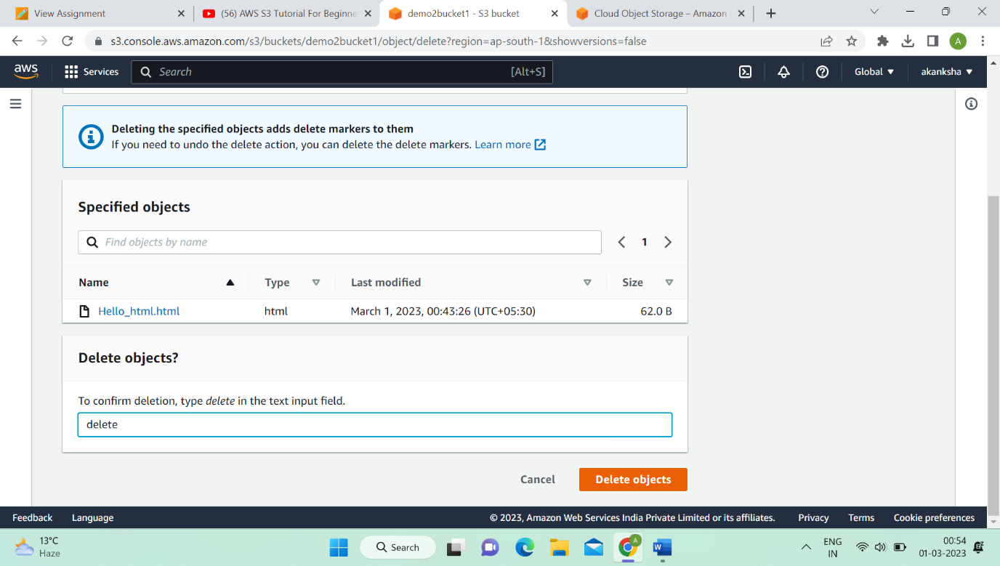 View Assignment
(56) AWS S3 Tutorial For Beginne
demo2bucket1 - S3 bucket
Cloud Object Storage – Amazon
s3.console.aws.amazon.com/s3/buckets/demo2bucket1/object/delete?region=ap-south-1&showversions=false
A
aws
Services
Search
[Alt+S]
Global
akanksha
Deleting the specified objects adds delete markers to them
If you need to undo the delete action, you can delete the delete markers. Learn more
Specified objects
Find objects by name
1
Name Type Last modified Size
Hello_html.html html March 1, 2023, 00:43:26 (UTC+05:30) 62.0 B
Delete objects?
To confirm deletion, type delete in the text input field.
delete
Cancel Delete objects
Feedback Language © 2023, Amazon Web Services India Private Limited or its affiliates. Privacy Terms Cookie preferences
13°C
Haze
Search
A
W
ENG
IN
00:54
01-03-2023